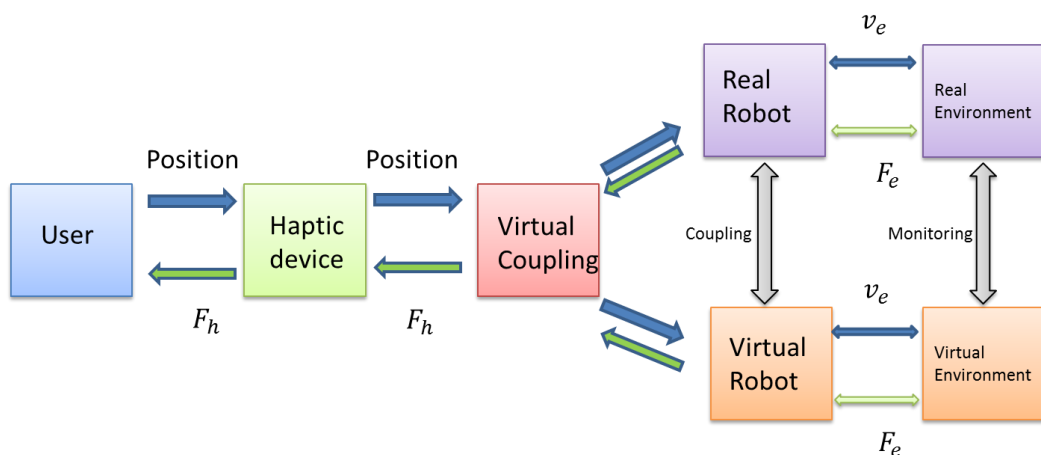 User
Position
F_h
Haptic
device
Position
F_h
Virtual
Coupling
Real
Robot
v_e
F_e
Real
Environment
Coupling
Monitoring
Virtual
Robot
v_e
F_e
Virtual
Environment